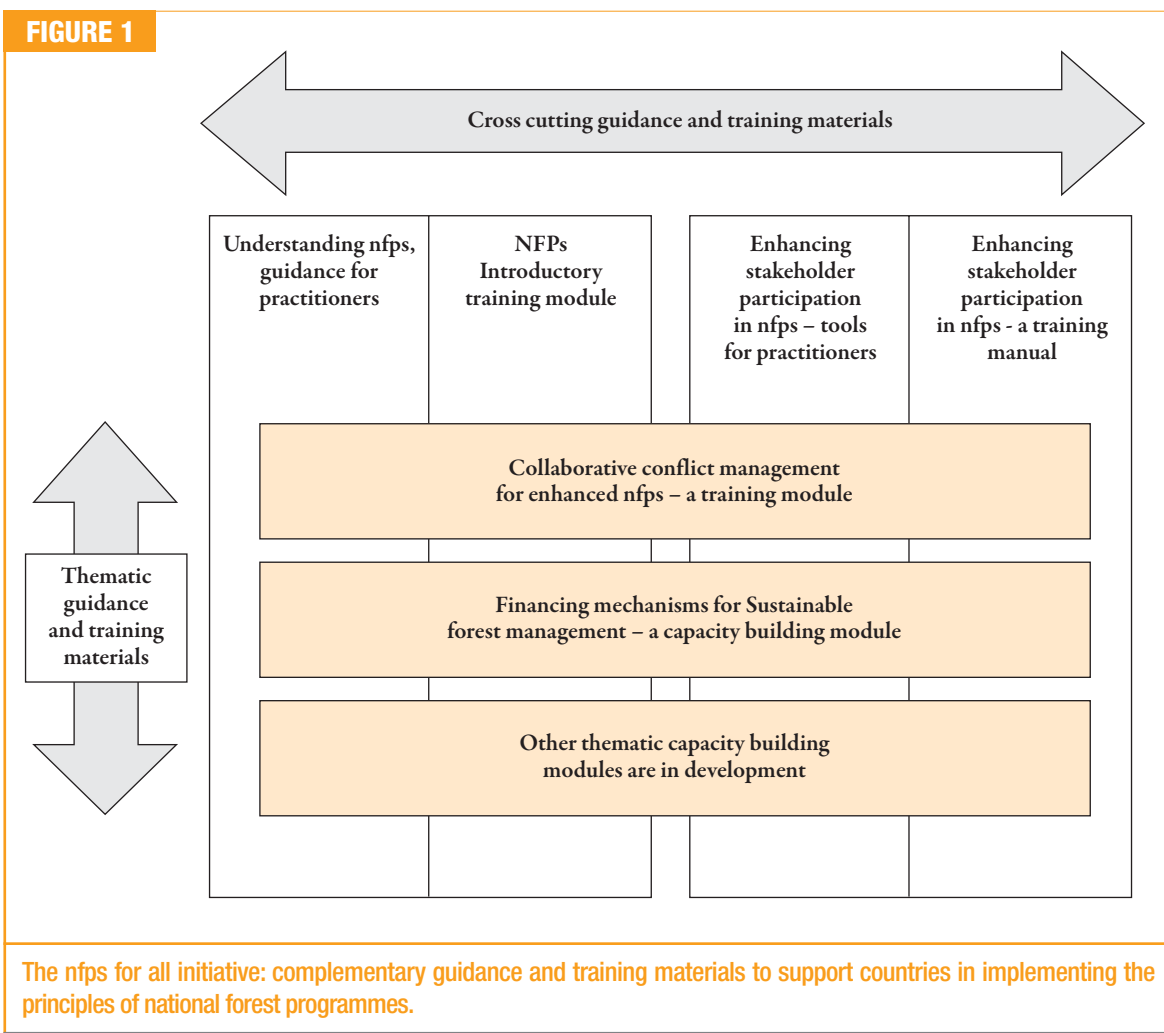 FIGURE 1
Cross cutting guidance and training materials
Understanding nfps,
guidance for
practitioners
NFPs
Introductory
training module
Enhancing
stakeholder
participation
in nfps – tools
for practitioners
Enhancing
stakeholder
participation
in nfps - a training
manual
Thematic
guidance
and training
materials
Collaborative conflict management
for enhanced nfps – a training module
Financing mechanisms for Sustainable
forest management – a capacity building module
Other thematic capacity building
modules are in development
The nfps for all initiative: complementary guidance and training materials to support countries in implementing the
principles of national forest programmes.